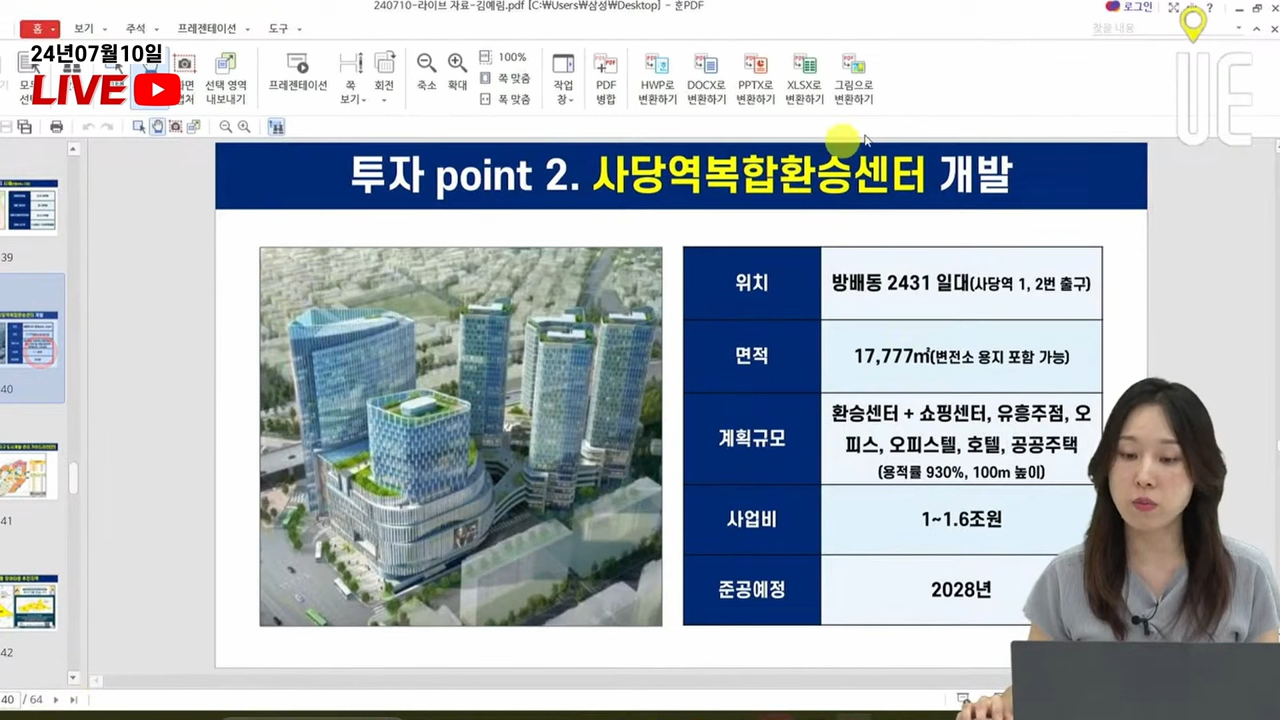 240710-라이브 자료-김예림.pdf [C:₩Users₩삼성₩Desktop] - 훈PDF
로그인
홈 보기 주석 프레젠테이션 도구
찾을 내용
24년07월10일
LIVE
프레젠테이션
쪽 보기
회전
축소
확대
100%
쪽 맞춤
폭 맞춤
작업 창
PDF 병합
HWP로 변환하기
DOCX로 변환하기
PPTX로 변환하기
XLSX로 변환하기
그림으로 변환하기
선택 영역 내보내기
UE
투자 point 2. 사당역복합환승센터 개발
위치
방배동 2431 일대(사당역 1, 2번 출구)
면적
17,777㎡(변전소 용지 포함 가능)
계획규모
환승센터 + 쇼핑센터, 유흥주점, 오
피스, 오피스텔, 호텔, 공공주택
(용적률 930%, 100m 높이)
사업비
1~1.6조원
준공예정
2028년
39
40
41
42
40 / 64